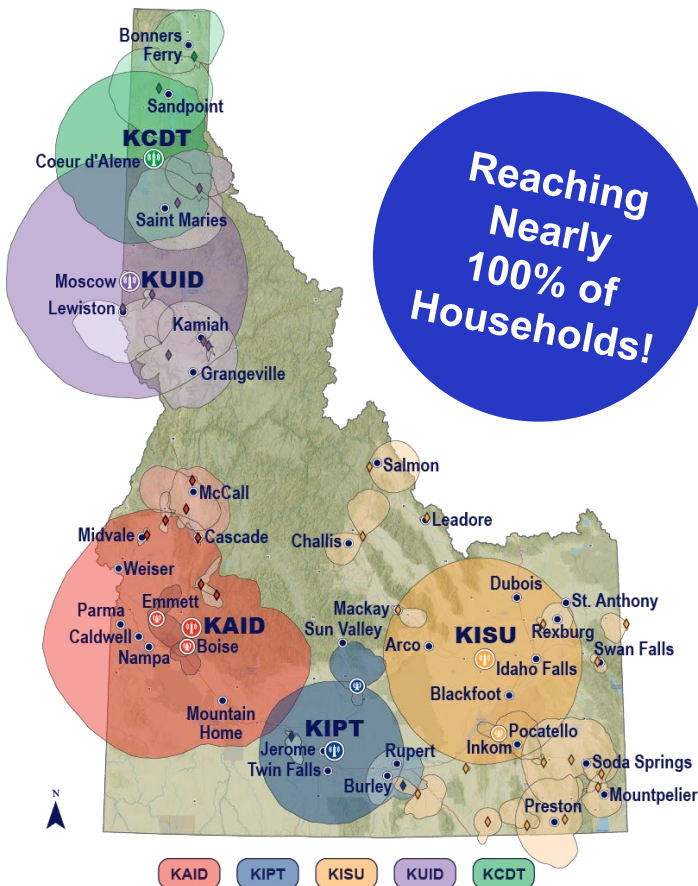 Bonners
Ferry
Sandpoint
KCDT
Coeur d'Alene
Saint Maries
Moscow
KUID
Lewiston
Kamiah
Grangeville
Reaching
Nearly
100% of
Households!
Salmon
McCall
Leadore
Midvale
Cascade
Challis
Weiser
Dubois
St. Anthony
Emmett
Mackay
Parma
KAID
Sun Valley
KISU
Rexburg
Caldwell
Boise
Arco
Swan Falls
Nampa
Idaho Falls
Blackfoot
Mountain
Home
KIPT
Pocatello
Jerome
Rupert
Inkom
Twin Falls
Soda Springs
Burley
Mountpelier
Preston
N
KAID
KIPT
KISU
KUID
KCDT